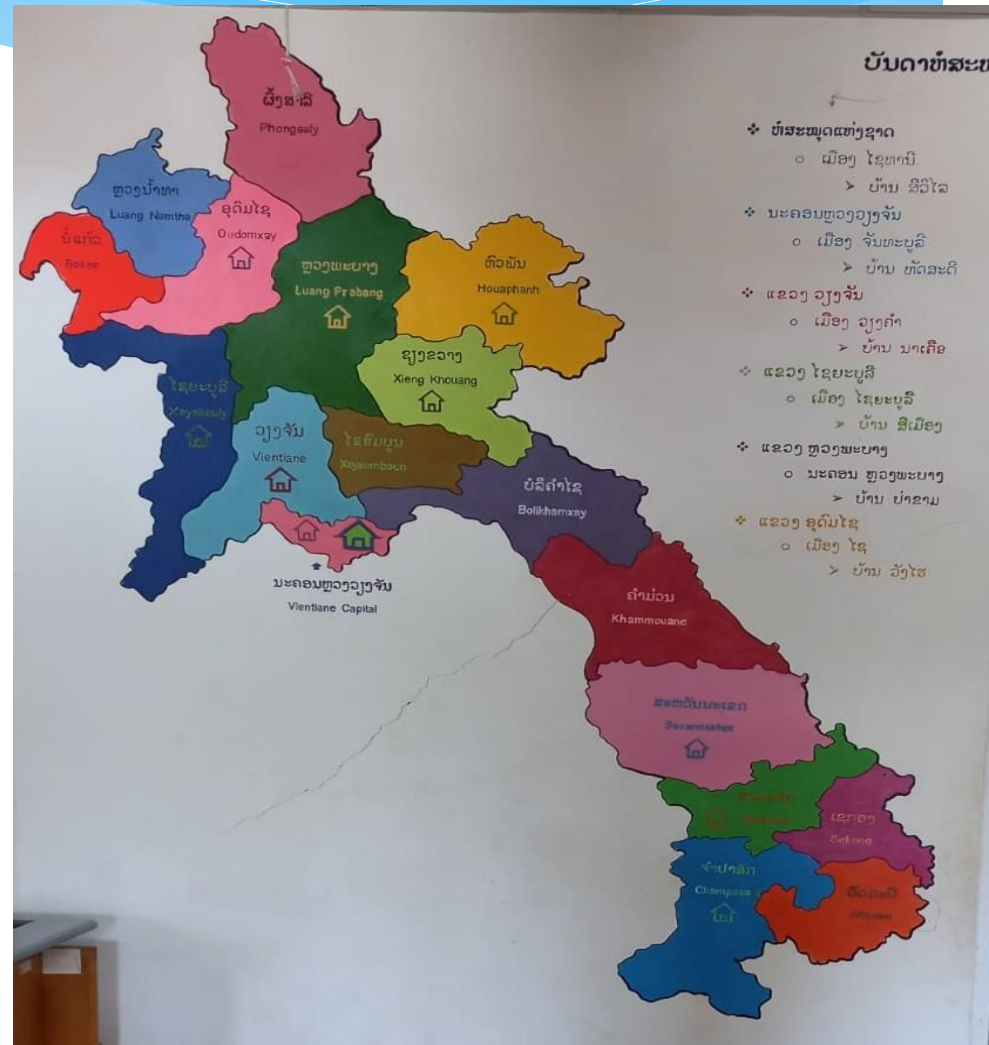 ບັນດາຫໍສະໝ
❖ ຫໍສະໝຸດແຫ່ງຊາດ
o ເມືອງ ໄຊທານີ
➤ ບ້ານ ສີວິໄລ
❖ ນະຄອນຫຼວງວຽງຈັນ
o ເມືອງ ຈັນທະບູລີ
➤ ບ້ານ ຫັດສະດີ
❖ ແຂວງ ວຽງຈັນ
o ເມືອງ ວຽງຄຳ
➤ ບ້ານ ນາເຄືອ
❖ ແຂວງ ໄຊຍະບູລີ
o ເມືອງ ໄຊຍະບູລີ
➤ ບ້ານ ສີເມືອງ
❖ ແຂວງ ຫຼວງພະບາງ
o ນະຄອນ ຫຼວງພະບາງ
➤ ບ້ານ ປ່າຂາມ
❖ ແຂວງ ອຸດົມໄຊ
o ເມືອງ ໄຊ
➤ ບ້ານ ວັງໄຮ
ຜົ້ງສາລີ
Phongsaly
ຫຼວງນ້ຳທາ
Luang Namtha
ອຸດົມໄຊ
Oudomxay
ບໍ່ແກ້ວ
Bokeo
ຫຼວງພະບາງ
Luang Prabang
ຫົວພັນ
Houaphanh
ຊຽງຂວາງ
Xieng Khouang
ໄຊຍະບູລີ
Xayabouly
ວຽງຈັນ
Vientiane
ໄຊສົມບູນ
Xaysomboun
ບໍລິຄຳໄຊ
Bolikhamxay
ນະຄອນຫຼວງວຽງຈັນ
Vientiane Capital
ຄຳມ່ວນ
Khammouane
ສະຫວັນນະເຂດ
Savannakhet
ເຊກອງ
Sekong
ຈຳປາສັກ